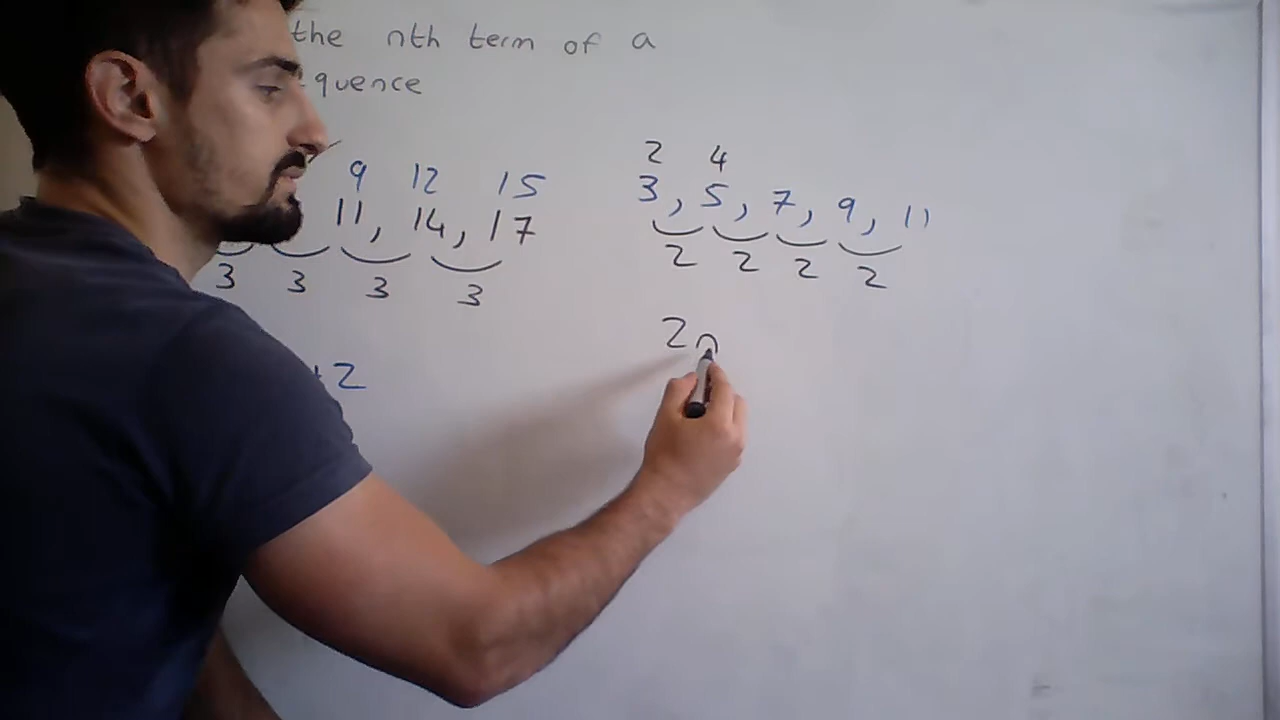 the nth term of a
quence
9 12 15
11, 14, 17
3 3 3 3
+2
2 4
3, 5, 7, 9, 11
2 2 2 2
2n